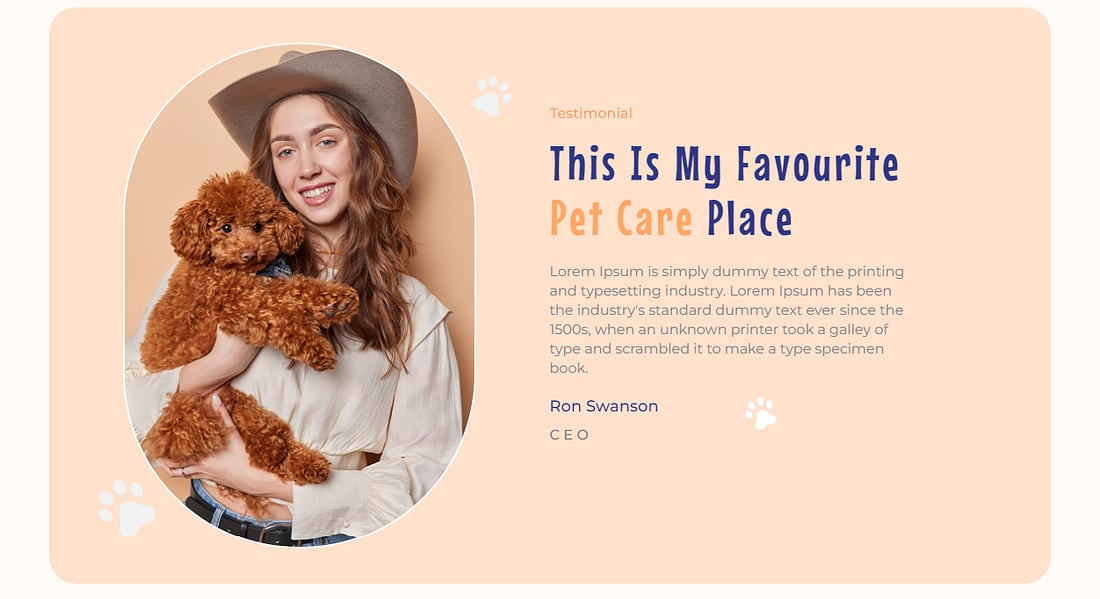 Testimonial
This Is My Favourite
Pet Care Place
Lorem Ipsum is simply dummy text of the printing
and typesetting industry. Lorem Ipsum has been
the industry's standard dummy text ever since the
1500s, when an unknown printer took a galley of
type and scrambled it to make a type specimen
book.
Ron Swanson
CEO